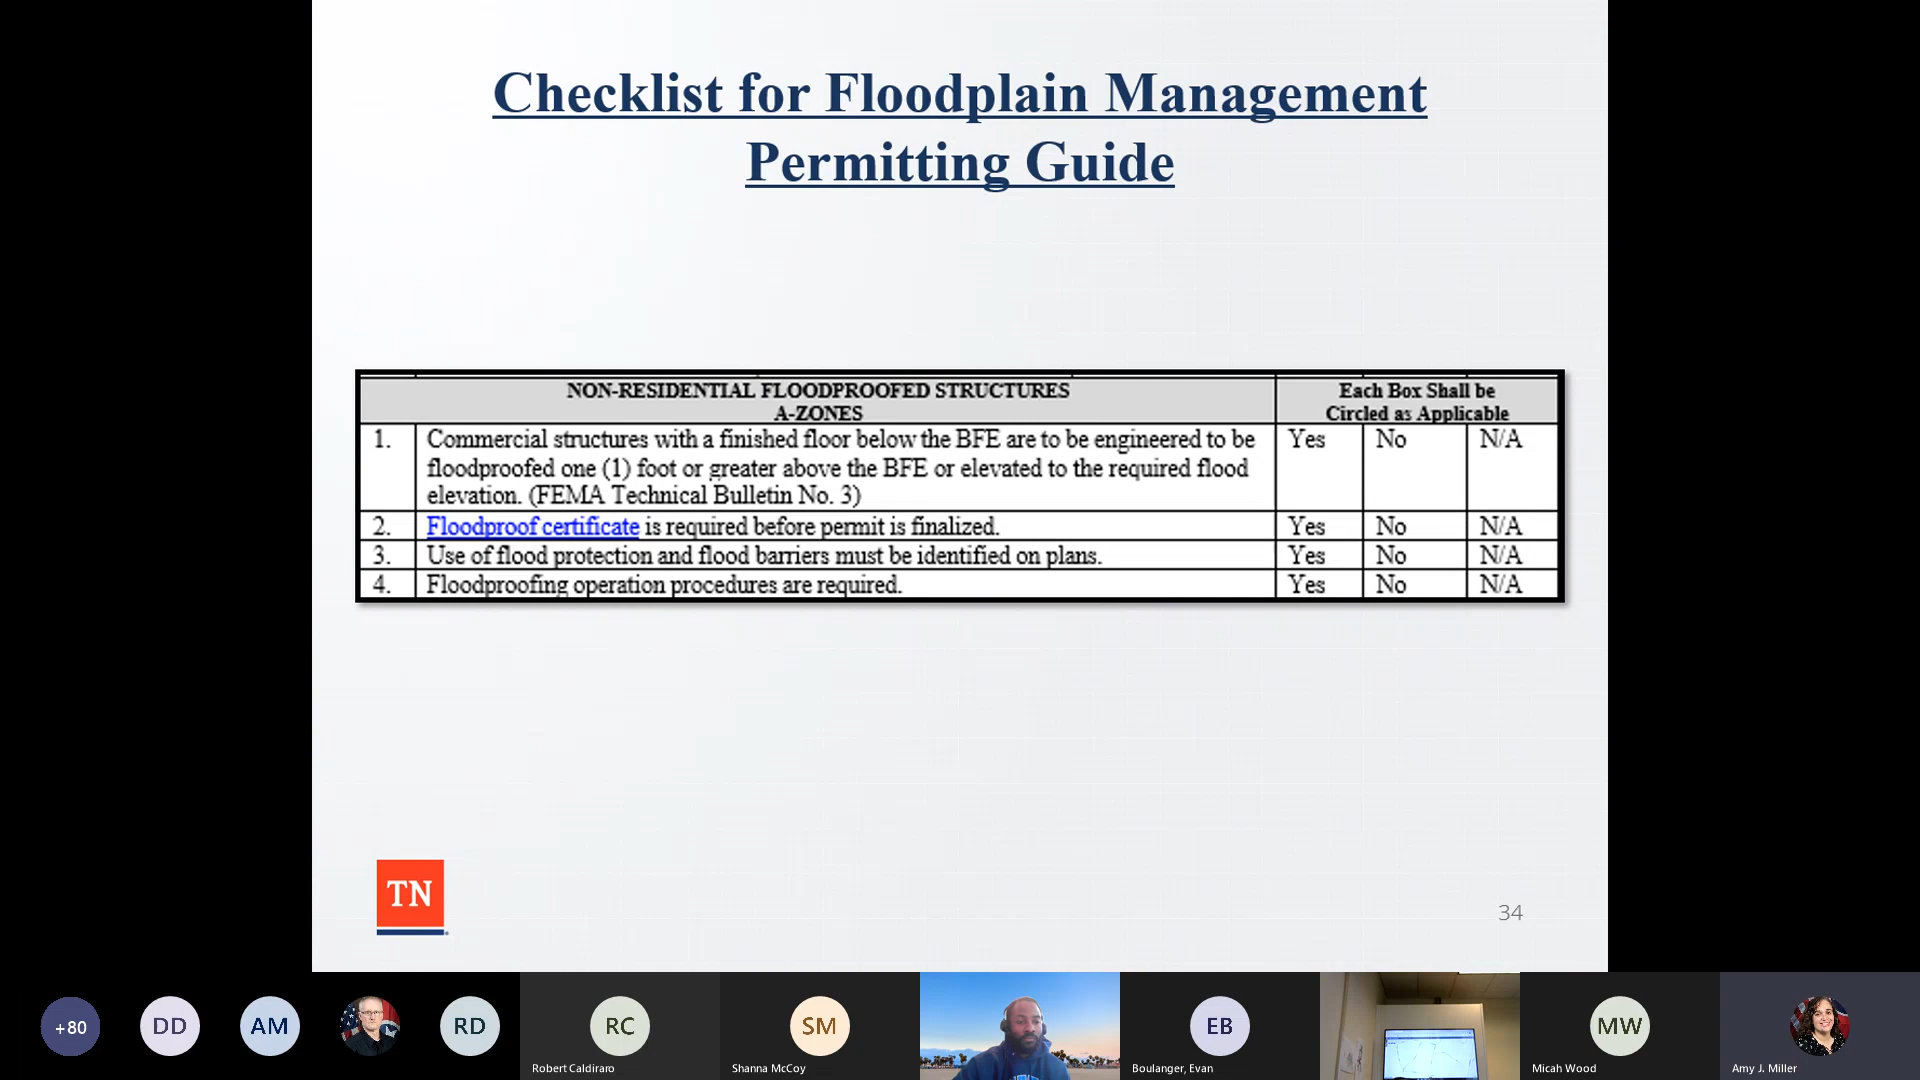 Checklist for Floodplain Management
Permitting Guide
NON-RESIDENTIAL FLOODPROOFED STRUCTURES
A-ZONES
Each Box Shall be
Circled as Applicable
1. Commercial structures with a finished floor below the BFE are to be engineered to be
floodproofed one (1) foot or greater above the BFE or elevated to the required flood
elevation. (FEMA Technical Bulletin No. 3)
Yes No N/A
2. Floodproof certificate is required before permit is finalized. Yes No N/A
3. Use of flood protection and flood barriers must be identified on plans. Yes No N/A
4. Floodproofing operation procedures are required. Yes No N/A
TN
34
+80
DD
AM
RD
RC
Robert Caldiraro
SM
Shanna McCoy
EB
Boulanger, Evan
MW
Micah Wood
Amy J. Miller